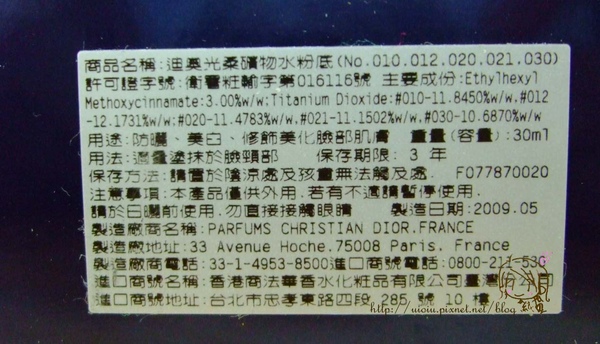 商品名稱:迪奧光柔礦物水粉底(No.010.012.020.021.030)
許可證字號:衛署粧輸字第016116號 主要成份:Ethylhexyl
Methoxycinnamate:3.00%w/w:Titanium Dioxide:#010-11.8450%w/w.#012
-12.1731%w/w:#020-11.4783%w/w.#021-11.1502%w/w.#030-10.6870%w/w
用途:防曬、美白、修飾美化臉部肌膚 重量(容量):30ml
用法:適量塗抹於臉頸部 保存期限:3 年
保存方法:請置於陰涼處及孩童無法觸及處. F077870020
注意事項:本產品僅供外用.若有不適請暫停使用.
請於日曬前使用.勿直接接觸眼睛 製造日期:2009.05
製造廠商名稱:PARFUMS CHRISTIAN DIOR.FRANCE
製造廠地址:33 Avenue Hoche.75008 Paris. France
製造廠商電話:33-1-4953-8500進口商電話:0800-211-536
進口商名稱:香港商法華香水化粧品有限公司臺灣分公司
進口商地址:台北市忠孝東路四段 285 號 10 樓
http://uioiu.pixnet.net/blog